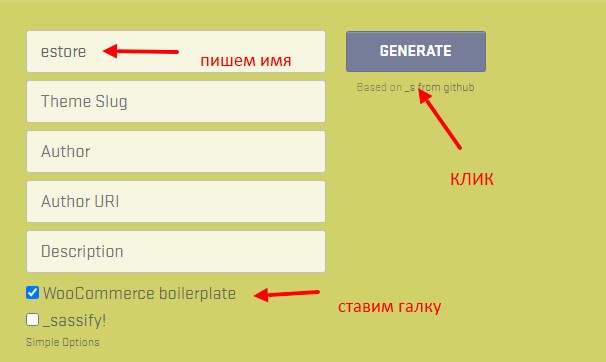 estore
пишем имя
GENERATE
Based on _s from github
Theme Slug
Author
КЛИК
Author URI
Description
WooCommerce boilerplate
ставим галку
_sassify!
Simple Options